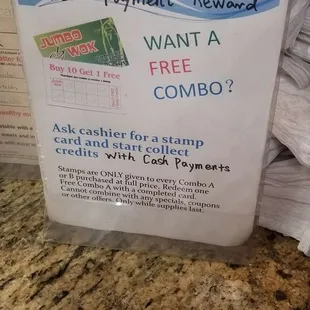 Payment Reward
JUMBO
WOK
Buy 10 Get 1 Free
WANT A
FREE
COMBO?
Ask cashier for a stamp
card and start collect
credits with Cash Payments
Stamps are ONLY given to every Combo A
or B purchased at full price. Redeem one
Free Combo A with a completed card.
Cannot combine with any specials, coupons
or other offers. Only while supplies last.